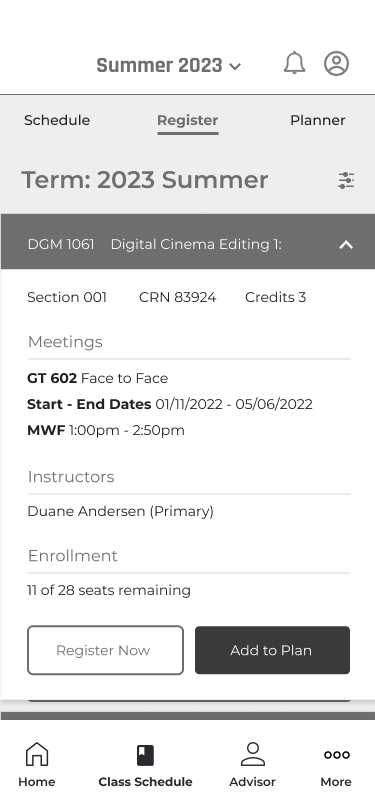 Summer 2023
Schedule Register Planner
Term: 2023 Summer
DGM 1061 Digital Cinema Editing 1:
Section 001 CRN 83924 Credits 3
Meetings
GT 602 Face to Face
Start - End Dates 01/11/2022 - 05/06/2022
MWF 1:00pm - 2:50pm
Instructors
Duane Andersen (Primary)
Enrollment
11 of 28 seats remaining
Register Now Add to Plan
Home Class Schedule Advisor More